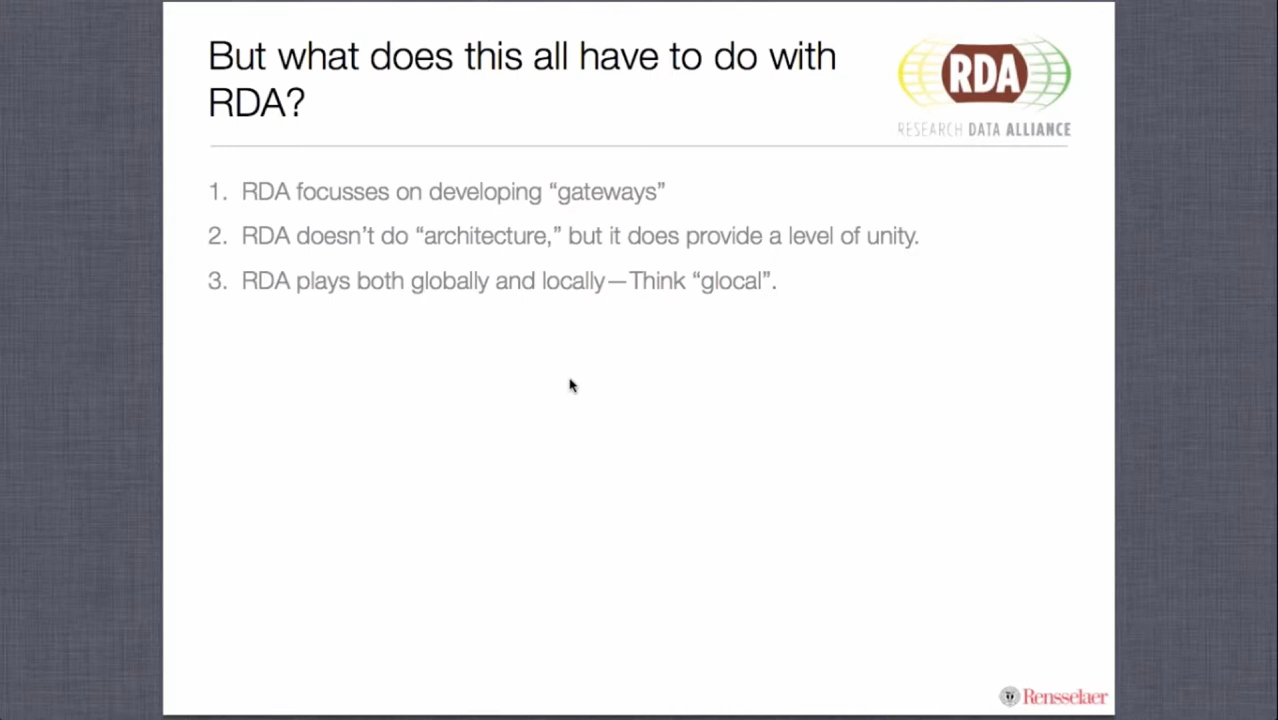 But what does this all have to do with
RDA?
RDA
RESEARCH DATA ALLIANCE
1. RDA focusses on developing “gateways”
2. RDA doesn’t do “architecture,” but it does provide a level of unity.
3. RDA plays both globally and locally—Think “glocal”.
Rensselaer